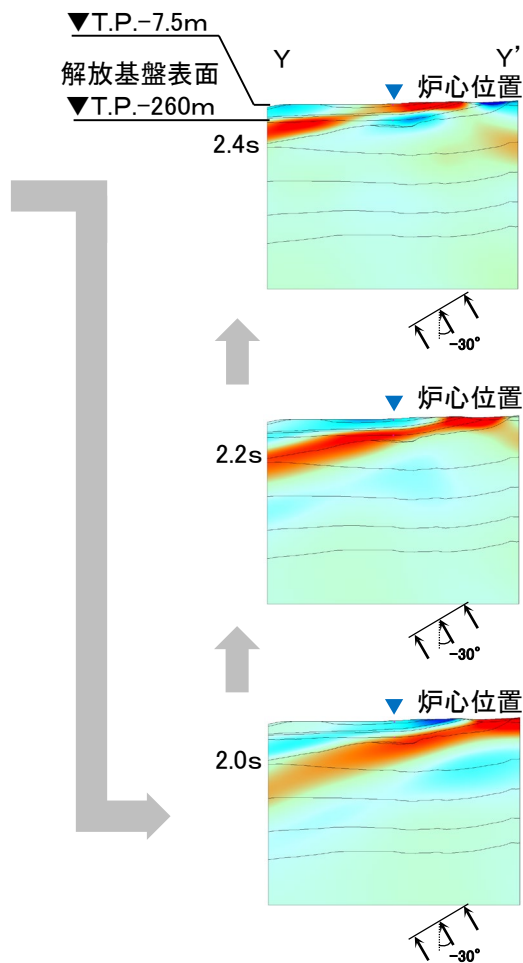 ▼T.P.-7.5m
Y Y'
解放基盤表面
▼炉心位置
▼T.P.-260m
2.4s
-30°
▼炉心位置
2.2s
-30°
▼炉心位置
2.0s
-30°